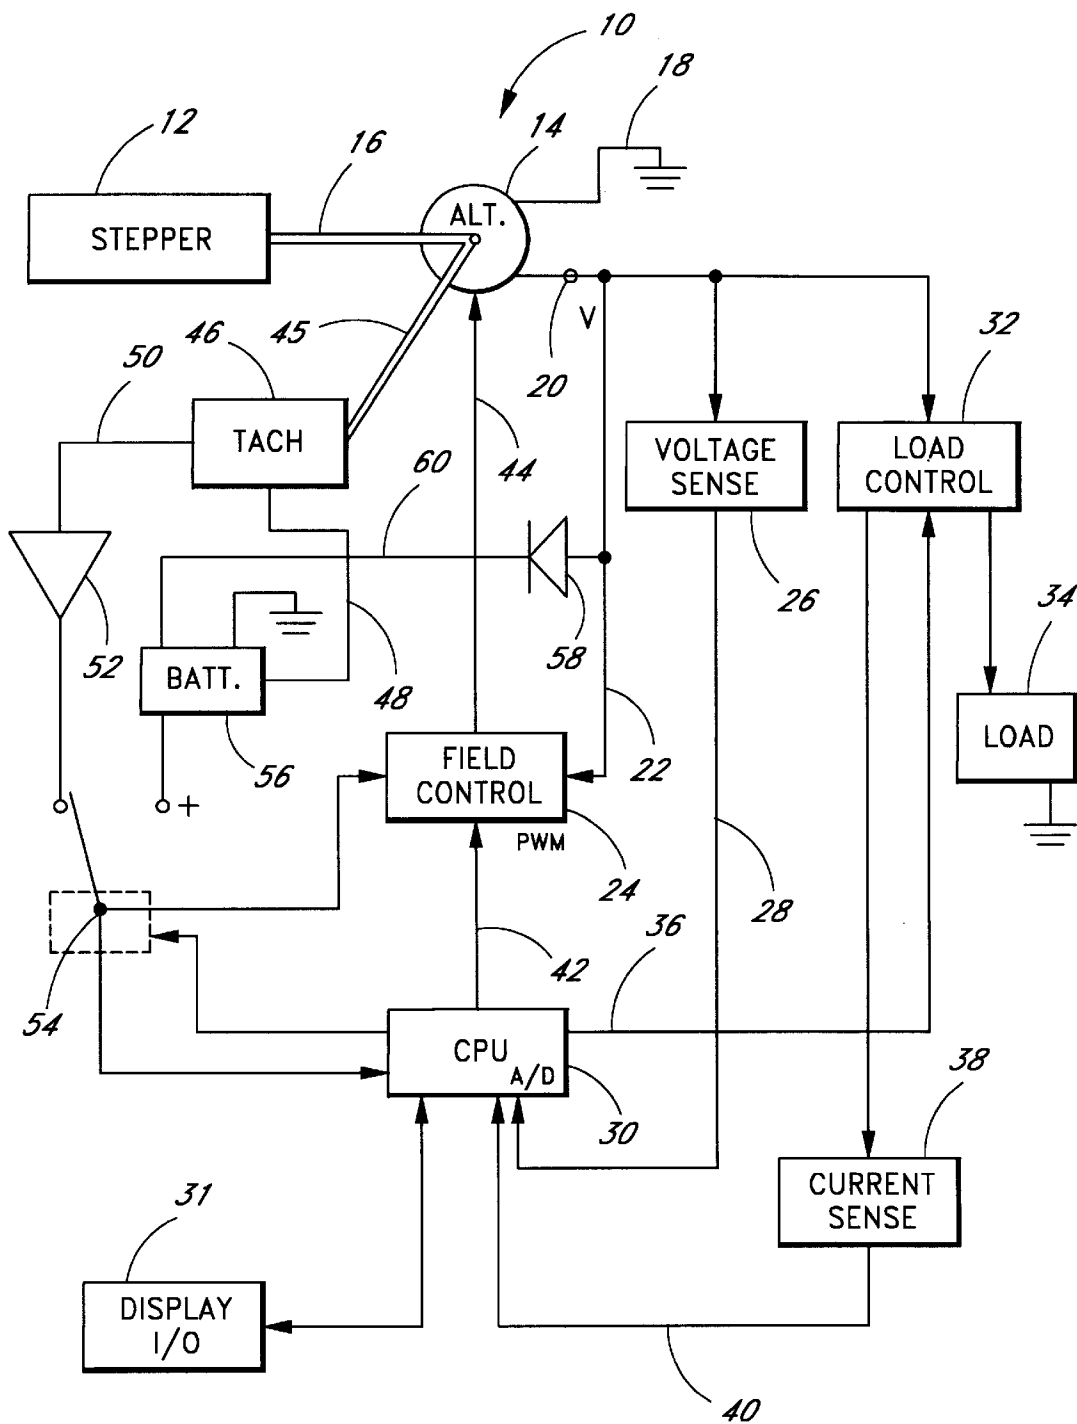 10
18
12
14
16
ALT.
STEPPER
45
V
32
46
50
20
TACH
44
VOLTAGE
SENSE
LOAD
CONTROL
60
26
34
52
58
BATT.
48
LOAD
56
FIELD
CONTROL
22
+
PWM
24
28
36
42
54
CPU
A/D
38
30
CURRENT
SENSE
31
DISPLAY
I/O
40